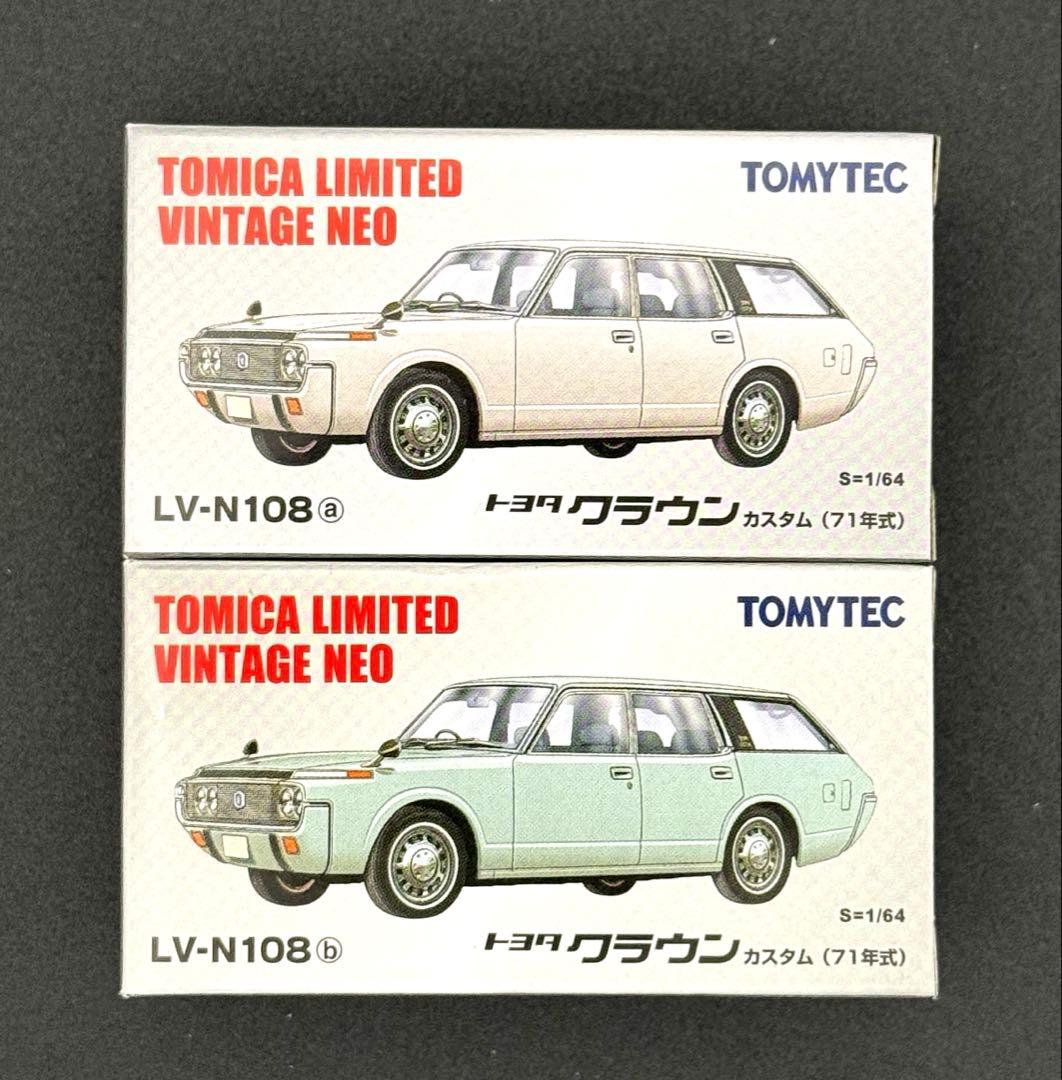 TOMICA LIMITED
VINTAGE NEO
TOMYTEC
S=1/64
LV-N108ⓐ
トヨタ クラウン カスタム（71年式）
TOMICA LIMITED
VINTAGE NEO
TOMYTEC
S=1/64
LV-N108ⓑ
トヨタ クラウン カスタム（71年式）